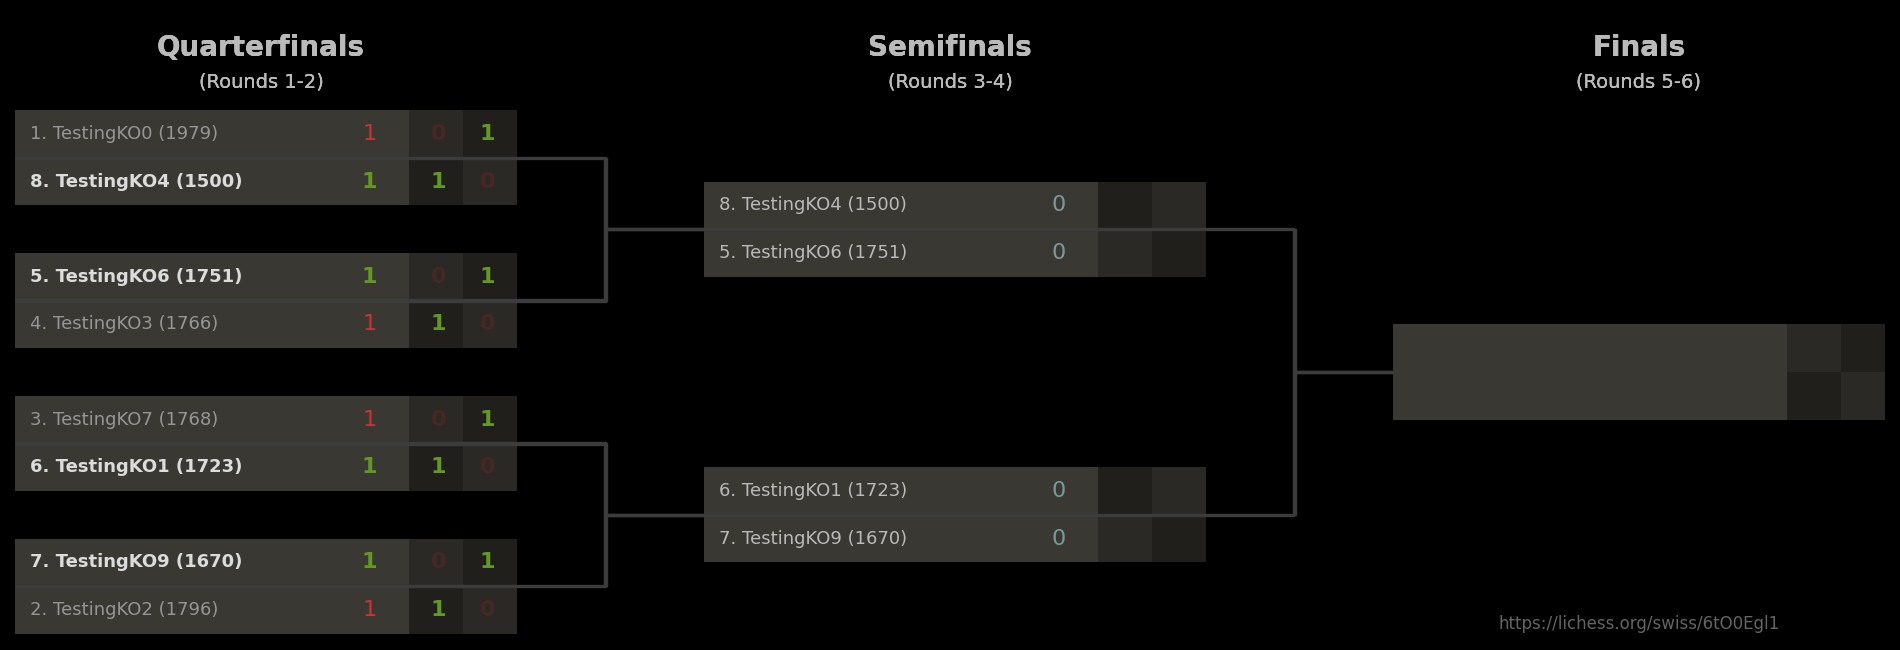 Quarterfinals
(Rounds 1-2)
Semifinals
(Rounds 3-4)
Finals
(Rounds 5-6)
1. TestingKO0 (1979) 1 0 1
8. TestingKO4 (1500) 1 1 0
5. TestingKO6 (1751) 1 0 1
4. TestingKO3 (1766) 1 1 0
3. TestingKO7 (1768) 1 0 1
6. TestingKO1 (1723) 1 1 0
7. TestingKO9 (1670) 1 0 1
2. TestingKO2 (1796) 1 1 0
8. TestingKO4 (1500) 0
5. TestingKO6 (1751) 0
6. TestingKO1 (1723) 0
7. TestingKO9 (1670) 0
https://lichess.org/swiss/6tO0Egl1